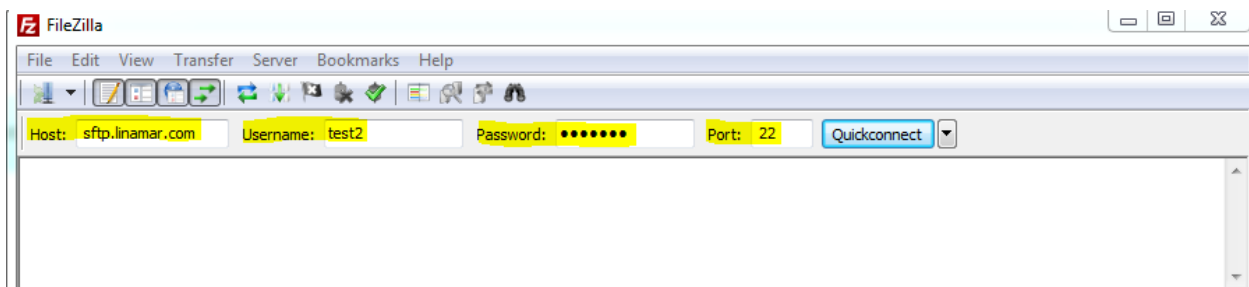 FileZilla
File Edit View Transfer Server Bookmarks Help
Host: sftp.linamar.com Username: test2 Password: ●●●●●●● Port: 22 Quickconnect